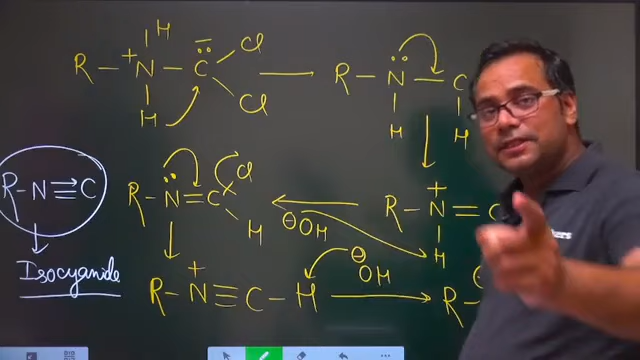 H
R - +N - C̄ - Cl
H
Cl
R - N̈ - C
H H
R - N ≡ C
Isocyanide
R - N̈ = C - Cl
H
⊖OH
R - +N = C
H
R - +N ≡ C - H
⊖OH
R -